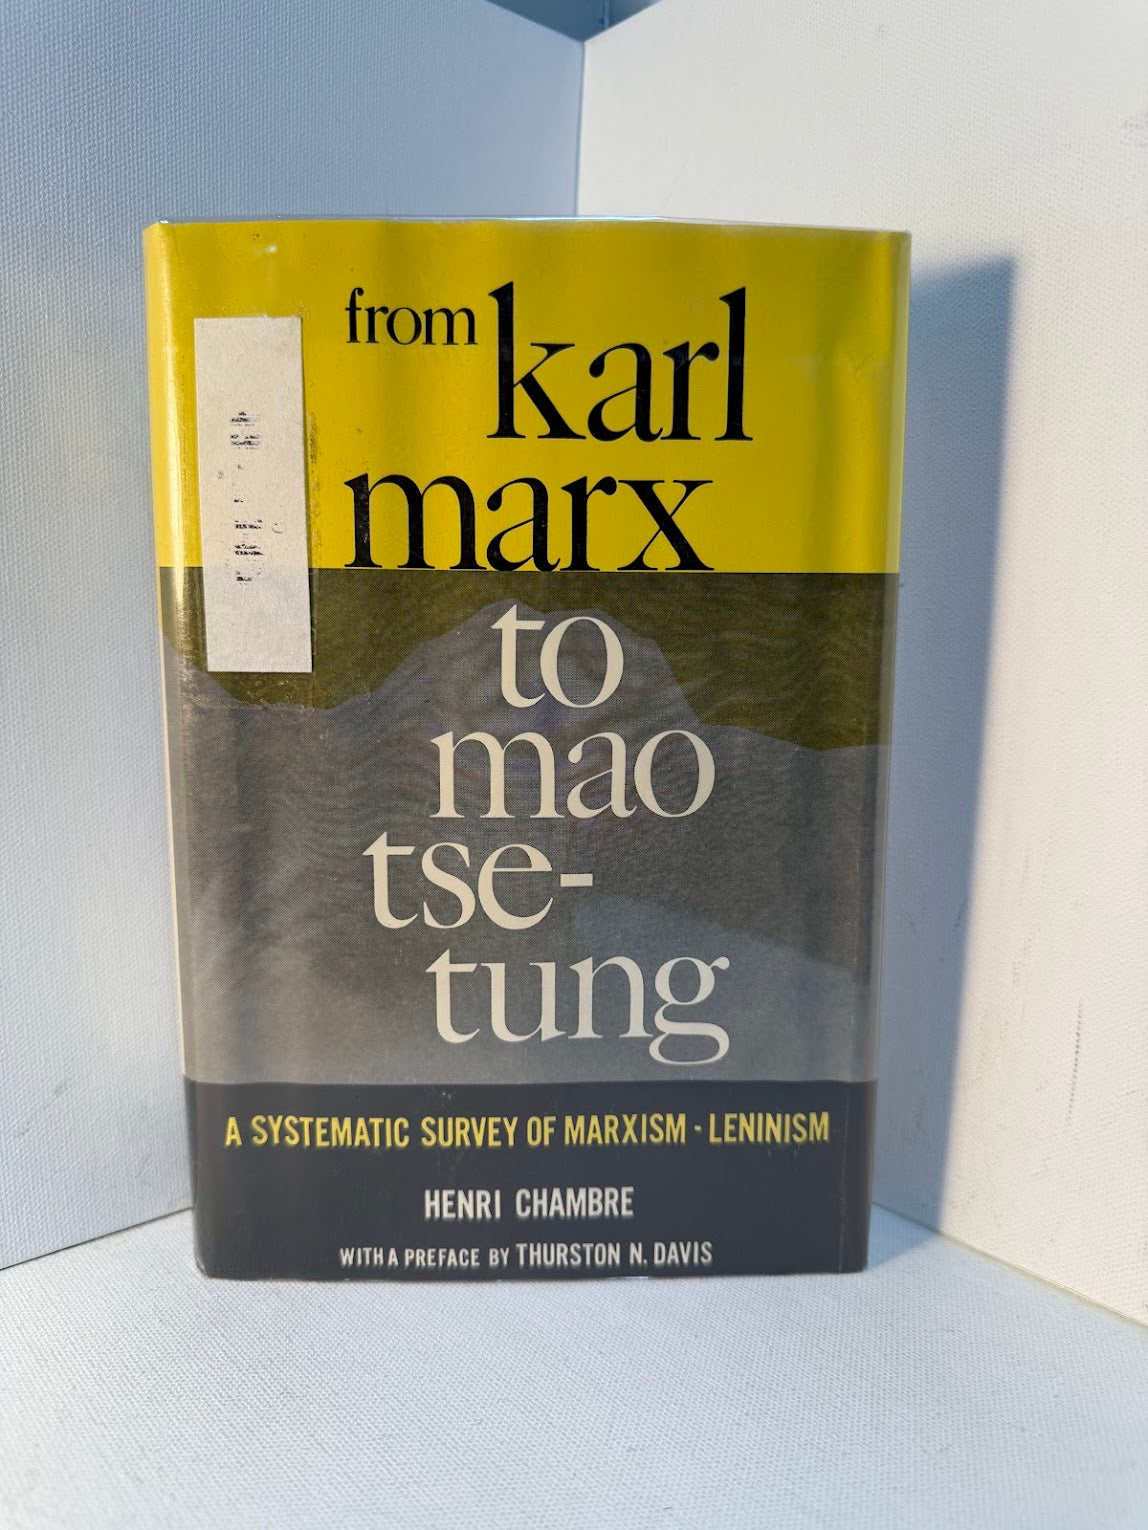 from karl
marx
to
mao
tse-
tung
A SYSTEMATIC SURVEY OF MARXISM - LENINISM
HENRI CHAMBRE
WITH A PREFACE BY THURSTON N. DAVIS